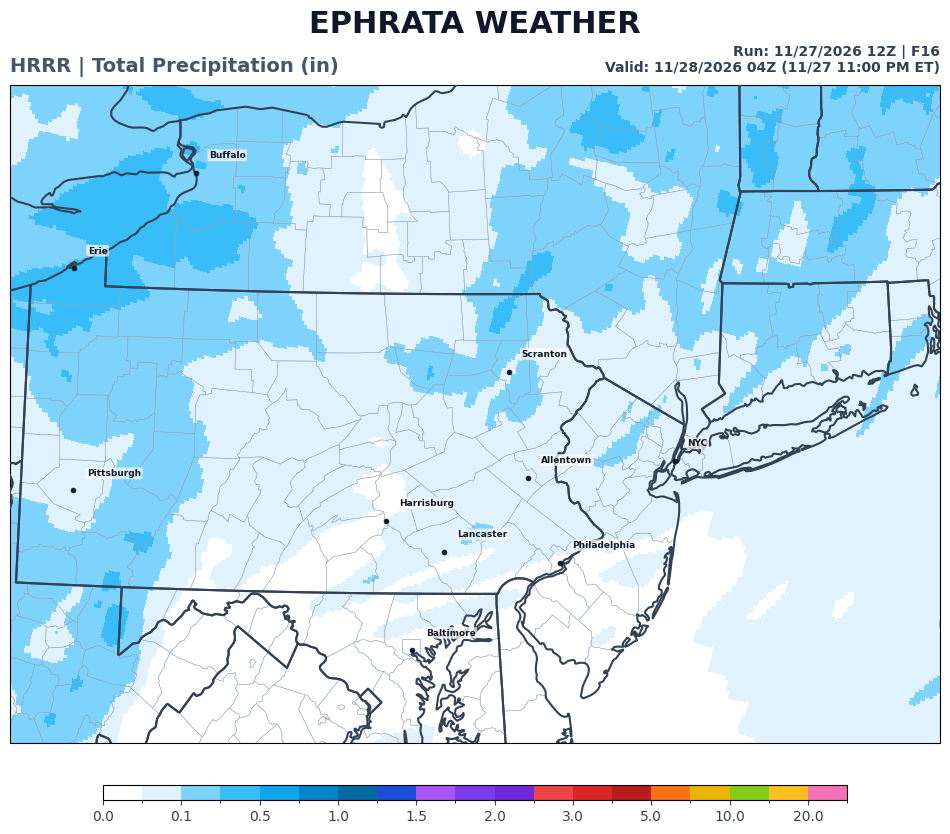 EPHRATA WEATHER
HRRR | Total Precipitation (in)
Run: 11/27/2026 12Z | F16
Valid: 11/28/2026 04Z (11/27 11:00 PM ET)
Buffalo
Erie
Scranton
NYC
Allentown
Pittsburgh
Harrisburg
Lancaster
Philadelphia
Baltimore
0.0 0.1 0.5 1.0 1.5 2.0 3.0 5.0 10.0 20.0